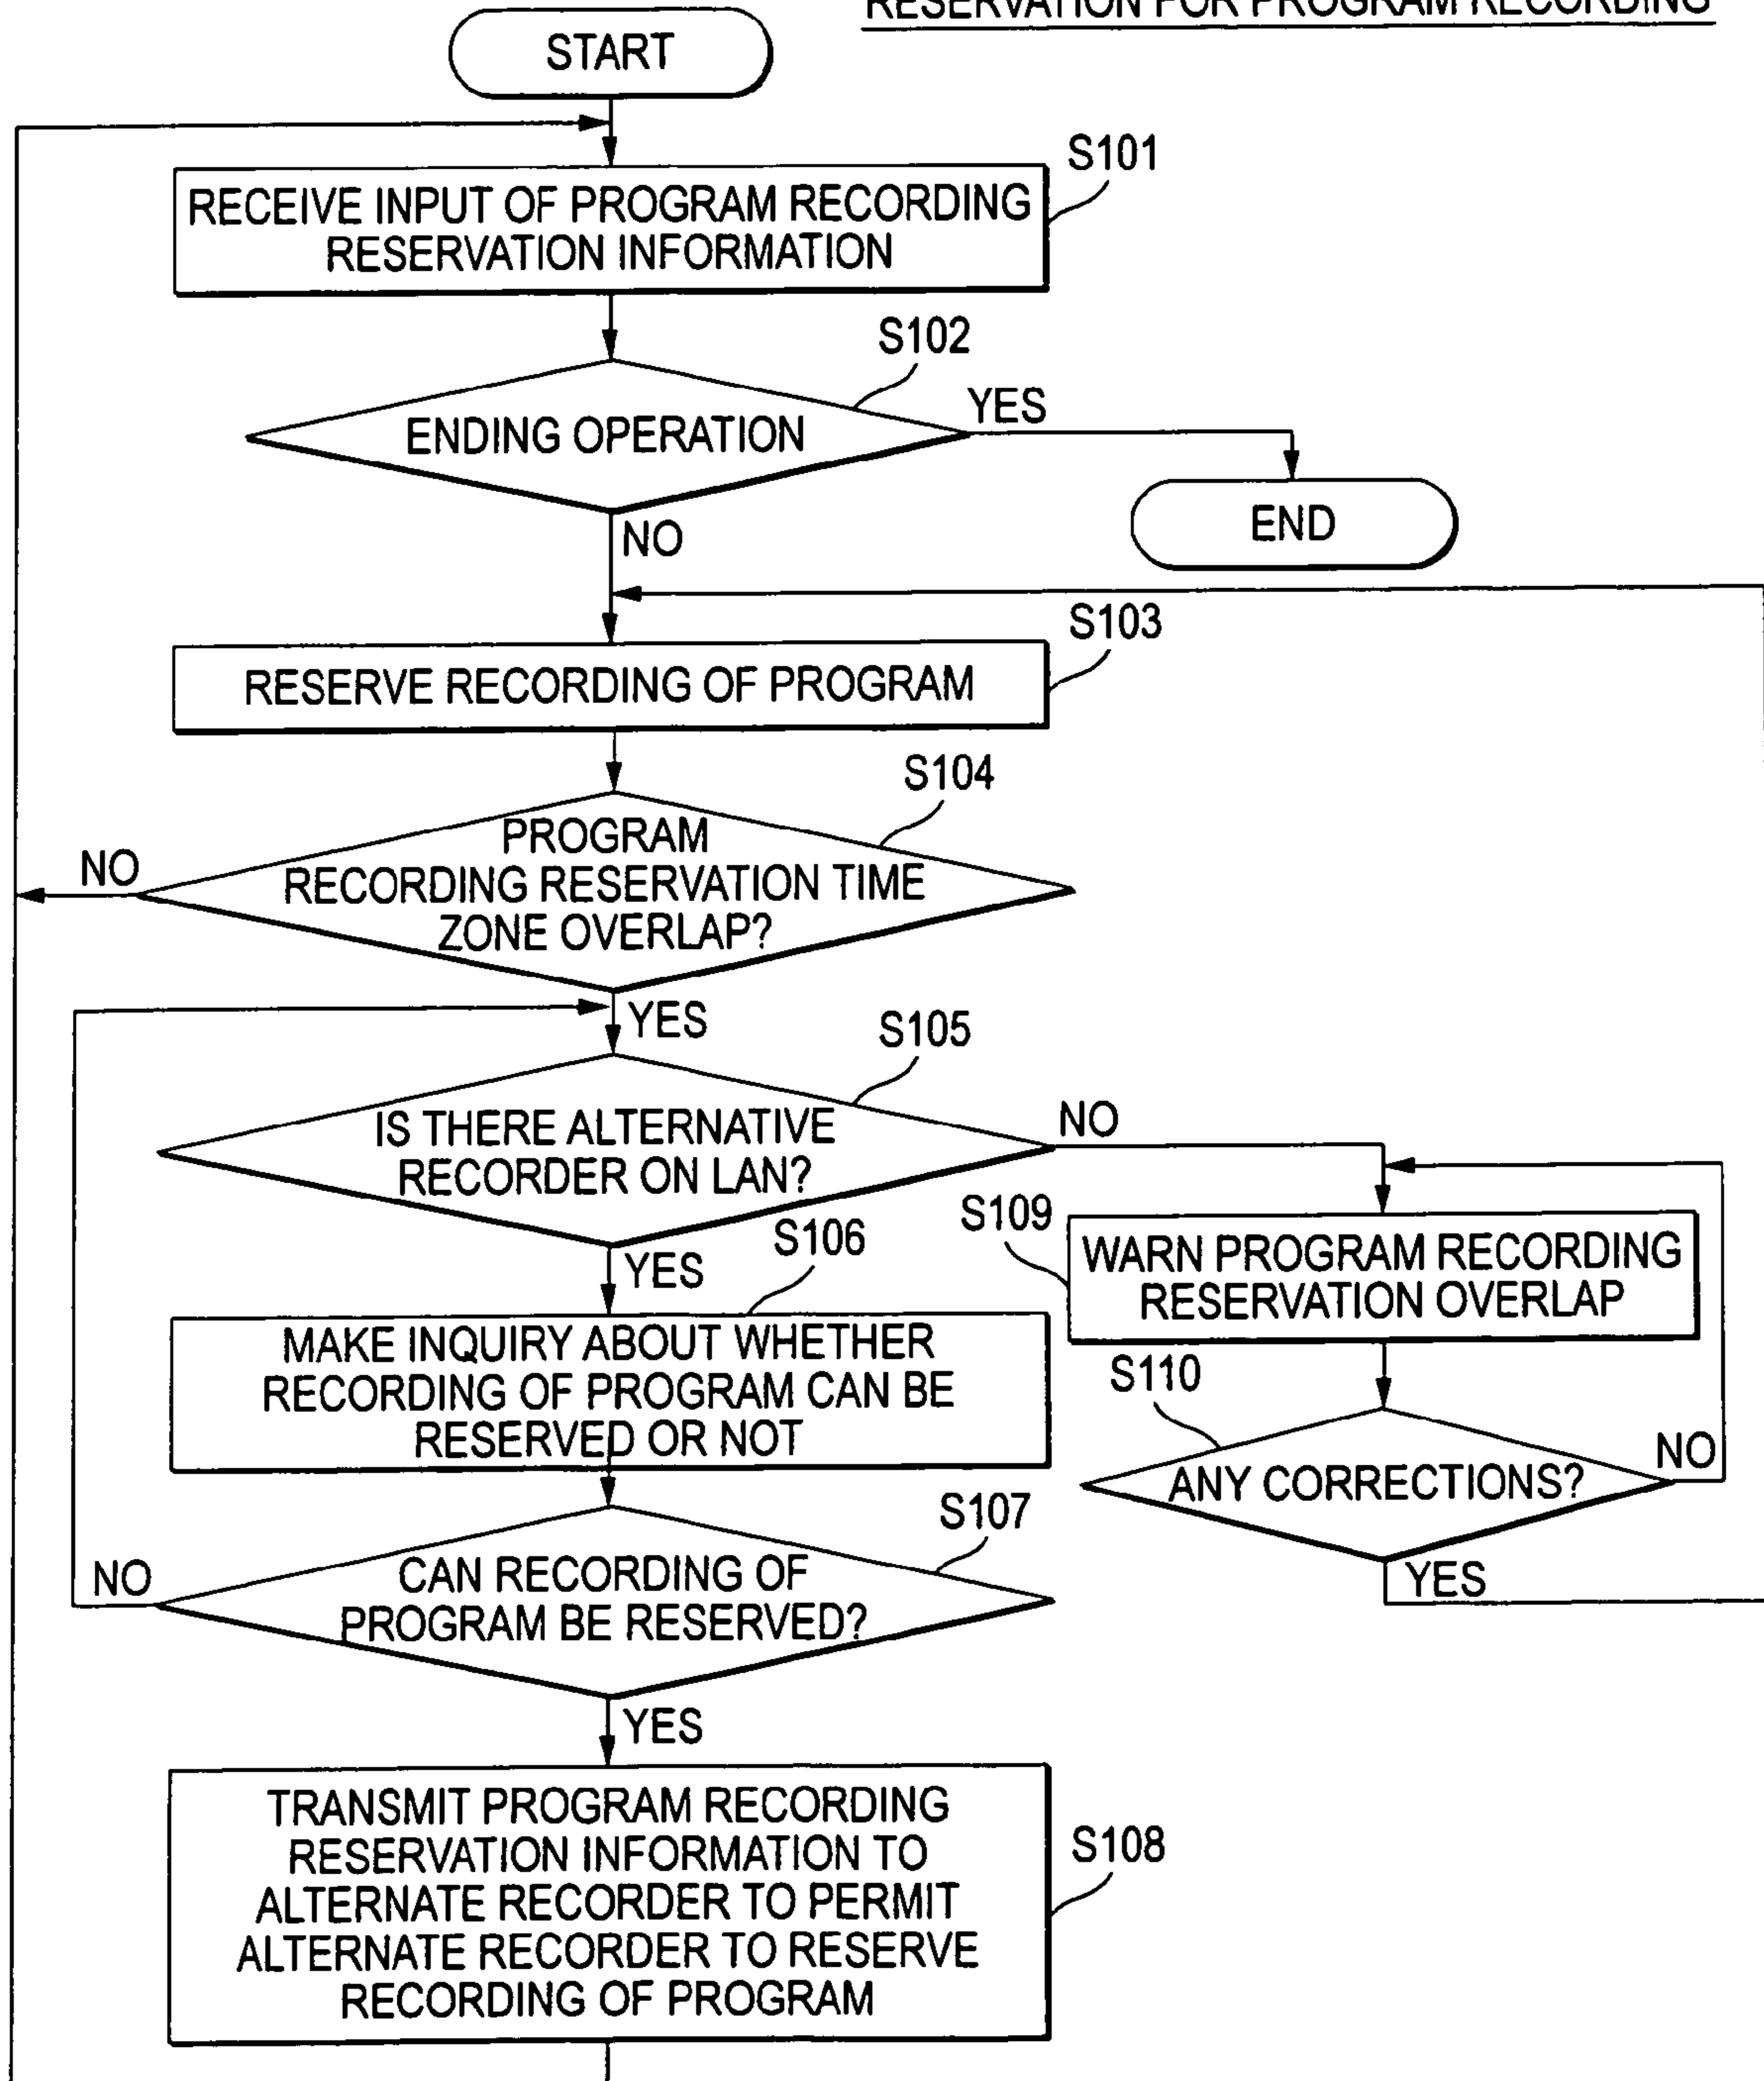 RESERVATION FOR PROGRAM RECORDING
START
S101
RECEIVE INPUT OF PROGRAM RECORDING
RESERVATION INFORMATION
S102
ENDING OPERATION
YES
END
NO
S103
RESERVE RECORDING OF PROGRAM
S104
PROGRAM
RECORDING RESERVATION TIME
ZONE OVERLAP?
NO
YES
S105
IS THERE ALTERNATIVE
RECORDER ON LAN?
NO
YES
S106
MAKE INQUIRY ABOUT WHETHER
RECORDING OF PROGRAM CAN BE
RESERVED OR NOT
S109
WARN PROGRAM RECORDING
RESERVATION OVERLAP
S110
ANY CORRECTIONS?
NO
YES
S107
CAN RECORDING OF
PROGRAM BE RESERVED?
NO
YES
S108
TRANSMIT PROGRAM RECORDING
RESERVATION INFORMATION TO
ALTERNATE RECORDER TO PERMIT
ALTERNATE RECORDER TO RESERVE
RECORDING OF PROGRAM